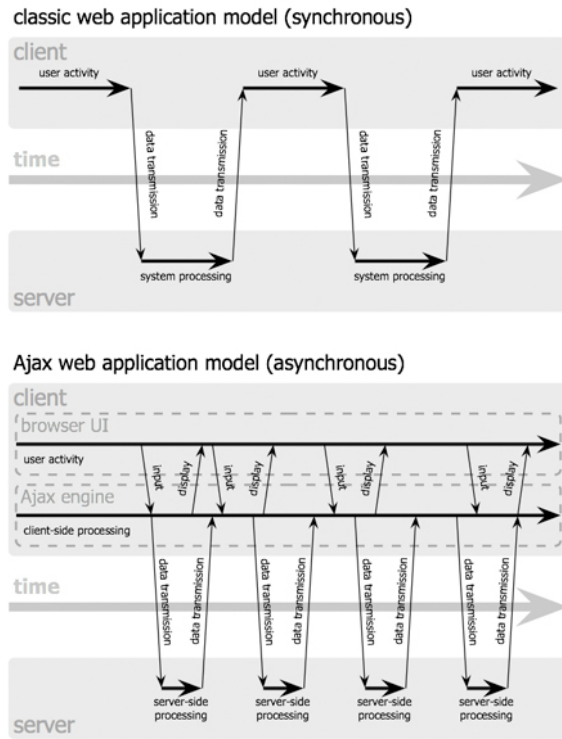 classic web application model (synchronous)
client
user activity
user activity
user activity
data transmission
data transmission
data transmission
data transmission
time
system processing
system processing
server
Ajax web application model (asynchronous)
client
browser UI
user activity
input
display
input
display
input
display
input
display
Ajax engine
client-side processing
data transmission
data transmission
data transmission
data transmission
data transmission
data transmission
data transmission
data transmission
time
server-side
processing
server-side
processing
server-side
processing
server-side
processing
server